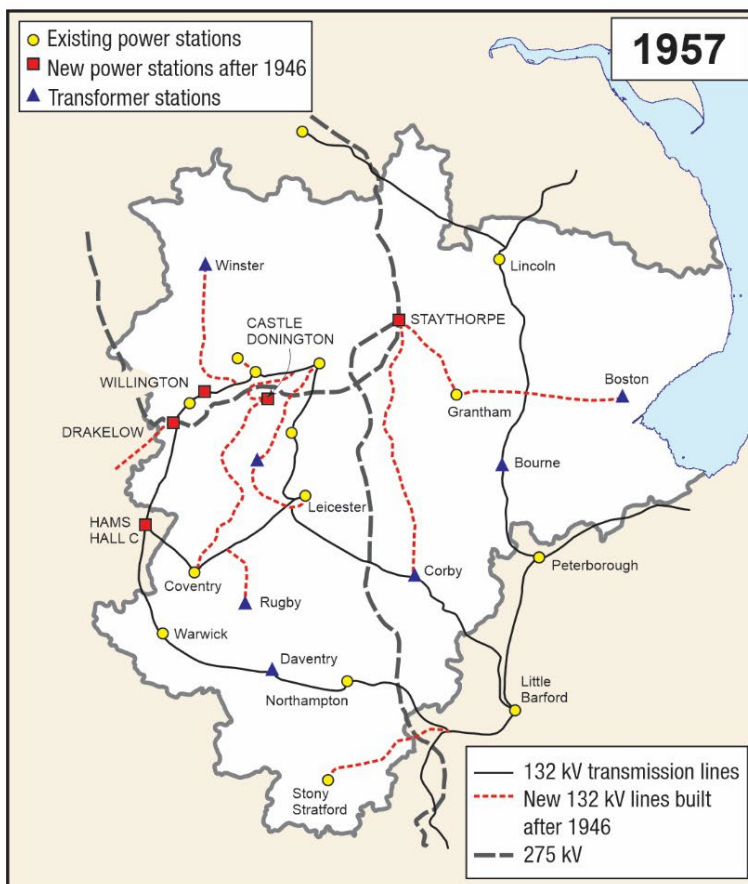 Existing power stations
New power stations after 1946
Transformer stations
1957
Winster
Lincoln
CASTLE
DONINGTON
STAYTHORPE
WILLINGTON
Boston
Grantham
DRAKELOW
Bourne
Leicester
HAMS
HALL C
Coventry
Corby
Peterborough
Rugby
Warwick
Daventry
Northampton
Little
Barford
Stony
Stratford
132 kV transmission lines
New 132 kV lines built
after 1946
275 kV